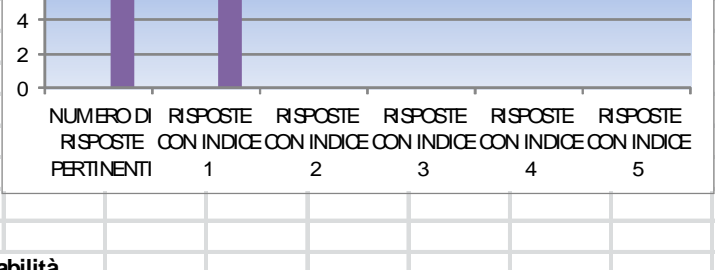 4
2
0
NUMERO DI RISPOSTE RISPOSTE RISPOSTE RISPOSTE RISPOSTE
RISPOSTE CON INDICE CON INDICE CON INDICE CON INDICE CON INDICE
PERTINENTI 1 2 3 4 5
abilità